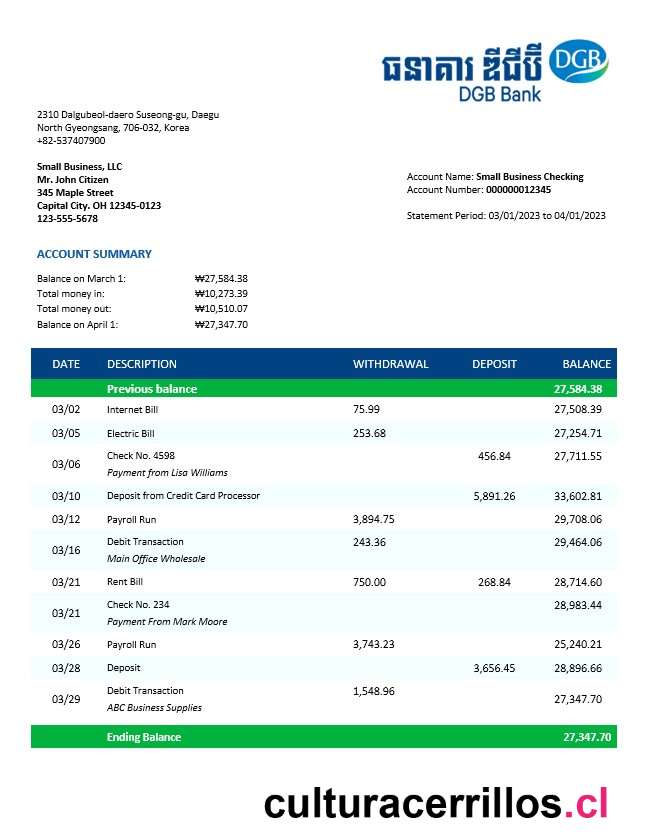 ធនាគារ ឌីជីប៊ី DGB
DGB Bank
2310 Dalgubeol-daero Suseong-gu, Daegu
North Gyeongsang, 706-032, Korea
+82-537407900
Small Business, LLC
Mr. John Citizen
345 Maple Street
Capital City. OH 12345-0123
123-555-5678
Account Name: Small Business Checking
Account Number: 000000012345
Statement Period: 03/01/2023 to 04/01/2023
ACCOUNT SUMMARY
Balance on March 1: ₩27,584.38
Total money in: ₩10,273.39
Total money out: ₩10,510.07
Balance on April 1: ₩27,347.70
DATE DESCRIPTION WITHDRAWAL DEPOSIT BALANCE
Previous balance 27,584.38
03/02 Internet Bill 75.99 27,508.39
03/05 Electric Bill 253.68 27,254.71
03/06 Check No. 4598 456.84 27,711.55
Payment from Lisa Williams
03/10 Deposit from Credit Card Processor 5,891.26 33,602.81
03/12 Payroll Run 3,894.75 29,708.06
03/16 Debit Transaction 243.36 29,464.06
Main Office Wholesale
03/21 Rent Bill 750.00 268.84 28,714.60
03/21 Check No. 234 28,983.44
Payment From Mark Moore
03/26 Payroll Run 3,743.23 25,240.21
03/28 Deposit 3,656.45 28,896.66
03/29 Debit Transaction 1,548.96 27,347.70
ABC Business Supplies
Ending Balance 27,347.70
culturacerrillos.cl